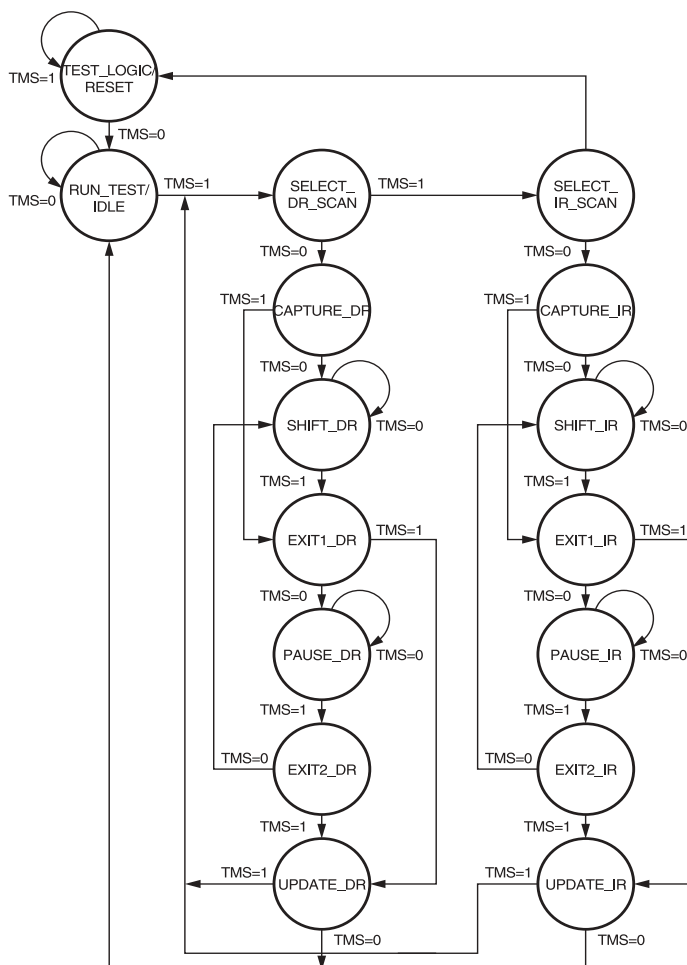 TEST_LOGIC/
RESET
TMS=1
TMS=0
RUN_TEST/
IDLE
TMS=0
TMS=1
SELECT_
DR_SCAN
TMS=1
SELECT_
IR_SCAN
TMS=0
TMS=0
TMS=1
CAPTURE_DR
TMS=1
CAPTURE_IR
TMS=0
TMS=0
SHIFT_DR
TMS=0
SHIFT_IR
TMS=0
TMS=1
TMS=1
EXIT1_DR
TMS=1
EXIT1_IR
TMS=1
TMS=0
TMS=0
PAUSE_DR
TMS=0
PAUSE_IR
TMS=0
TMS=1
TMS=1
TMS=0
EXIT2_DR
TMS=0
EXIT2_IR
TMS=1
TMS=1
TMS=1
UPDATE_DR
TMS=1
UPDATE_IR
TMS=0
TMS=0